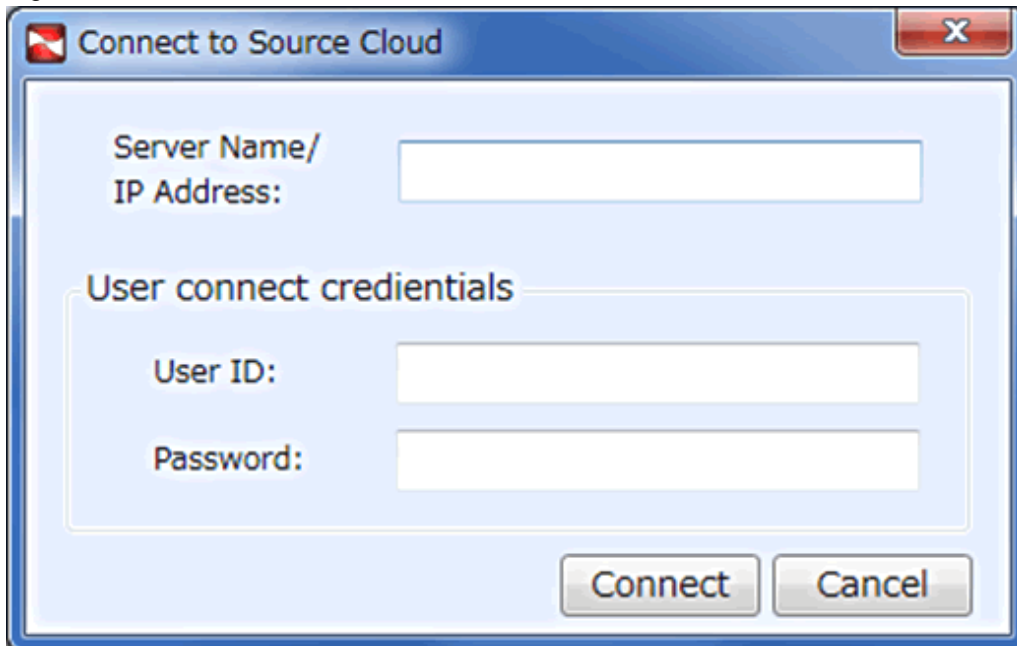 Connect to Source Cloud
Server Name/
IP Address:
User connect credientials
User ID:
Password:
Connect Cancel